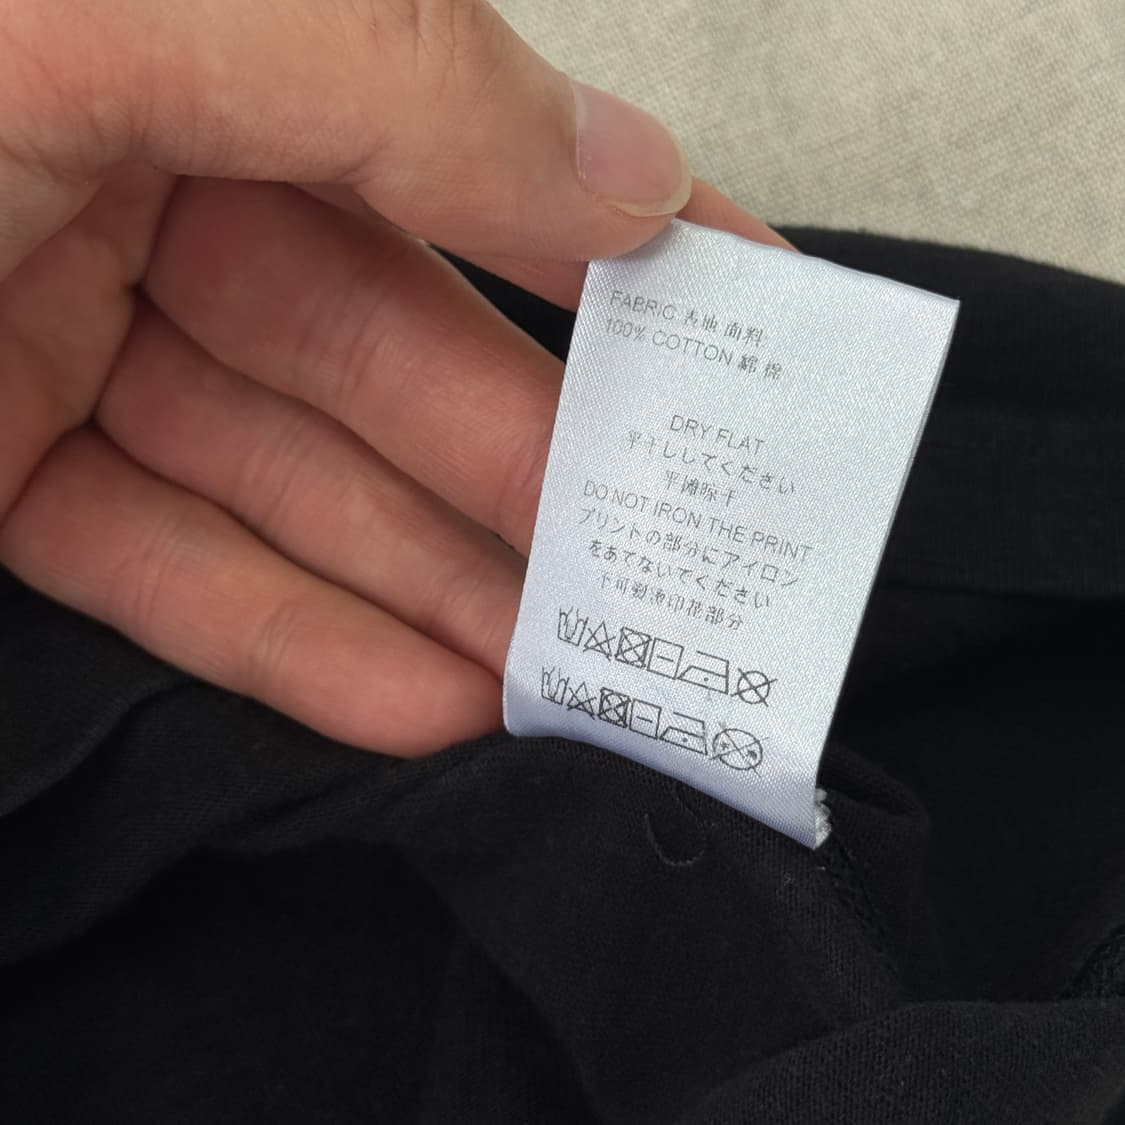 FABRIC 表地 面料
100% COTTON 綿 棉
DRY FLAT
平干ししてください
平摊晾干
DO NOT IRON THE PRINT
プリントの部分にアイロン
をあてないでください
不可熨烫印花部分